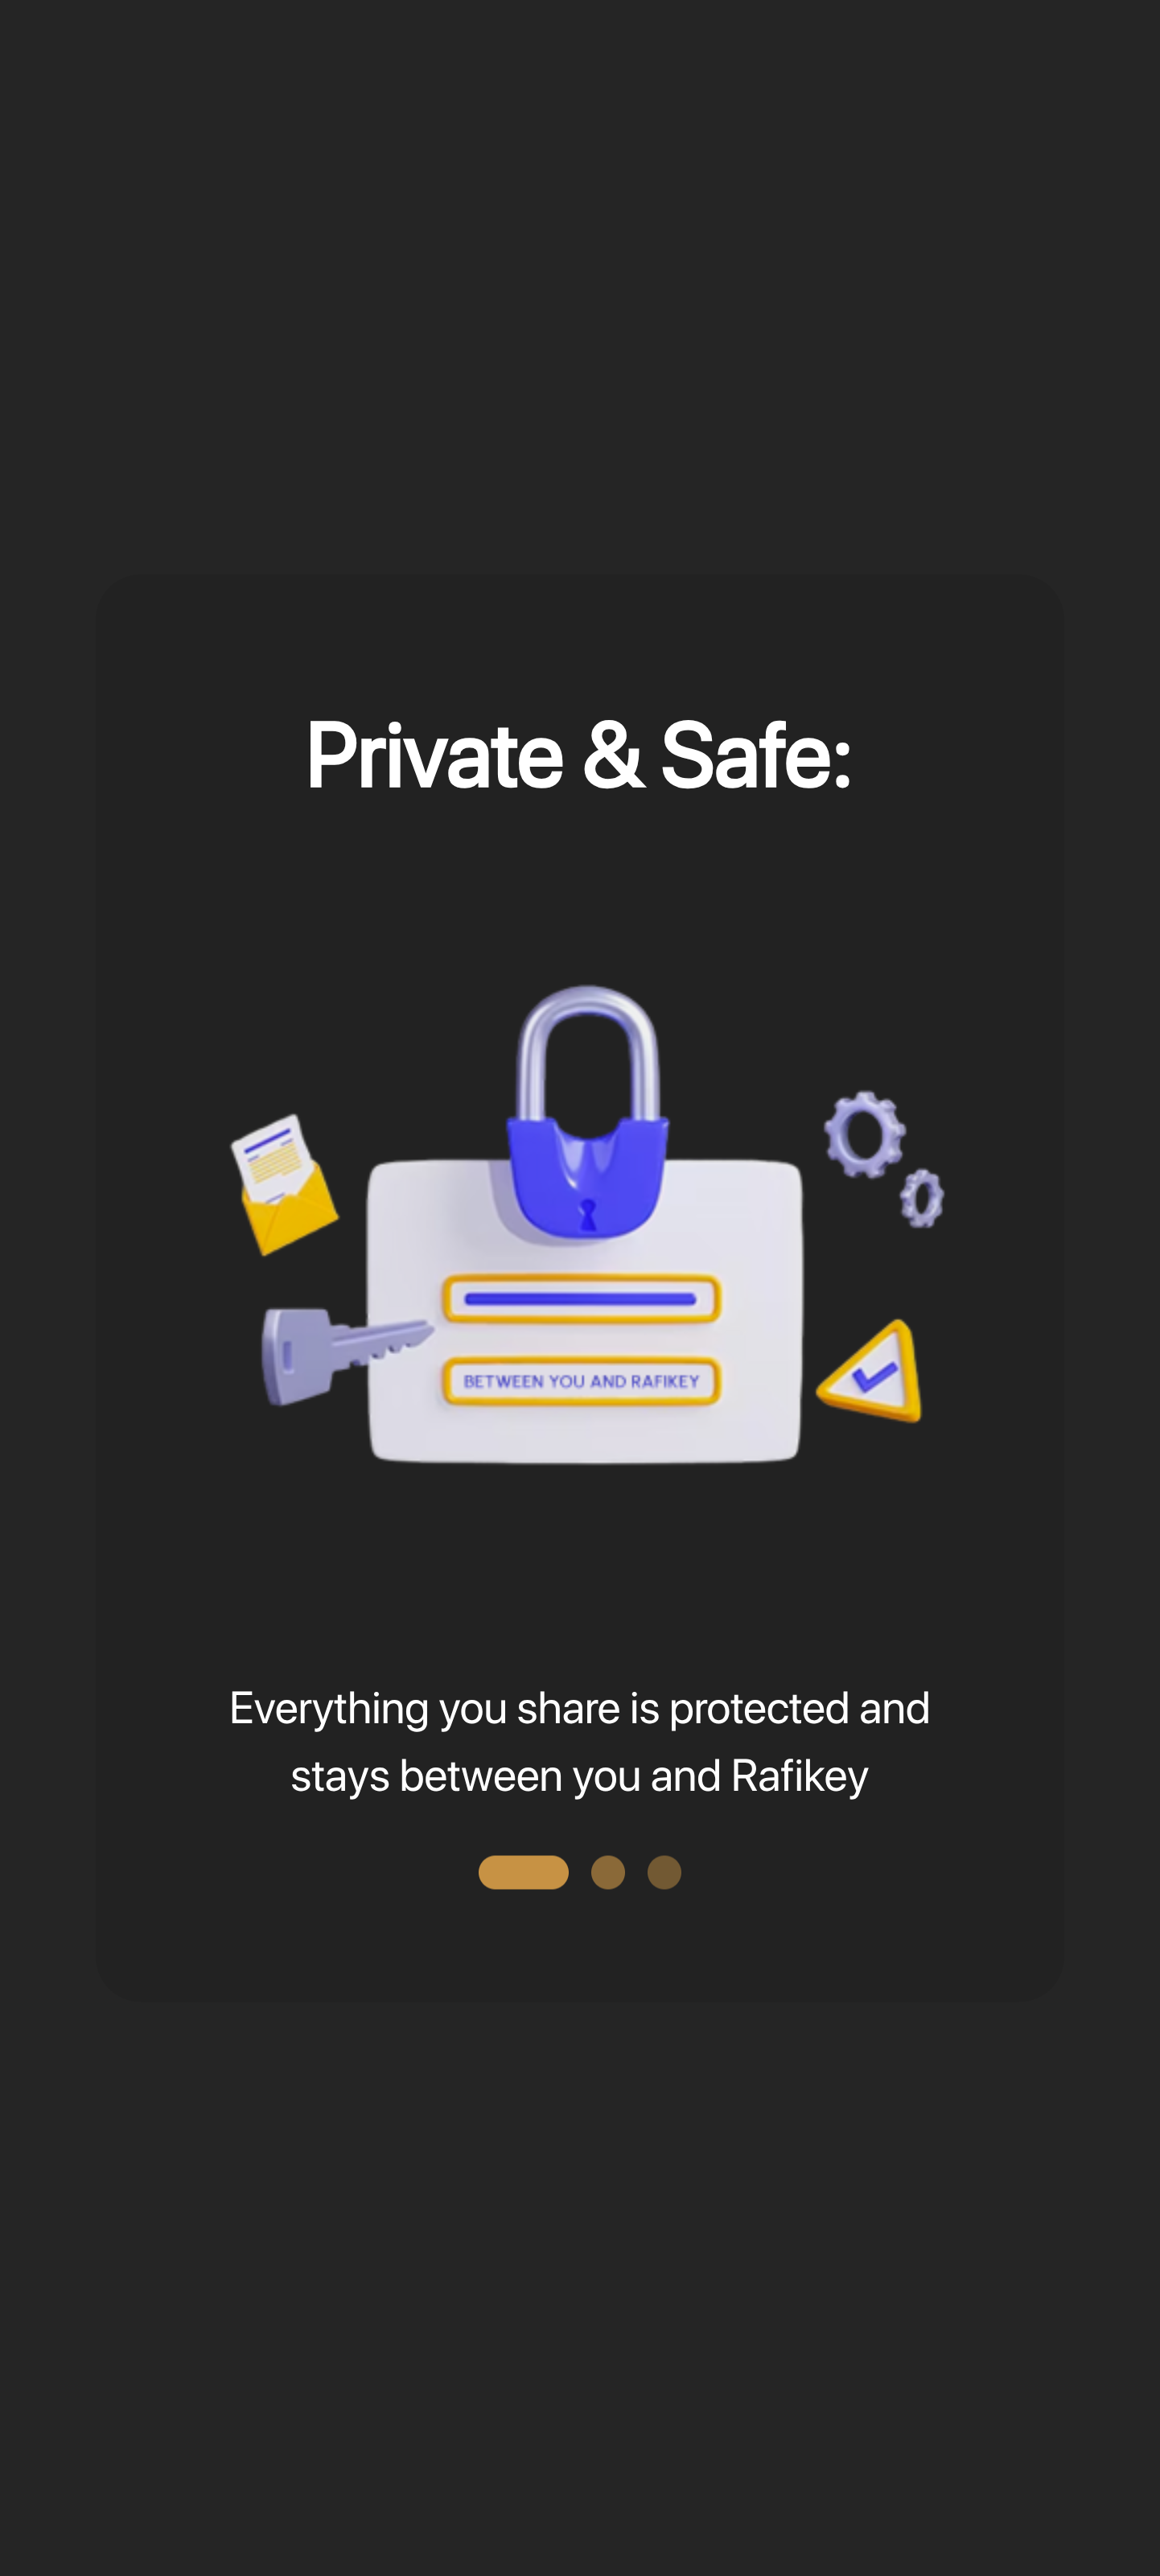 Private & Safe:
BETWEEN YOU AND RAFIKEY
Everything you share is protected and
stays between you and Rafikey